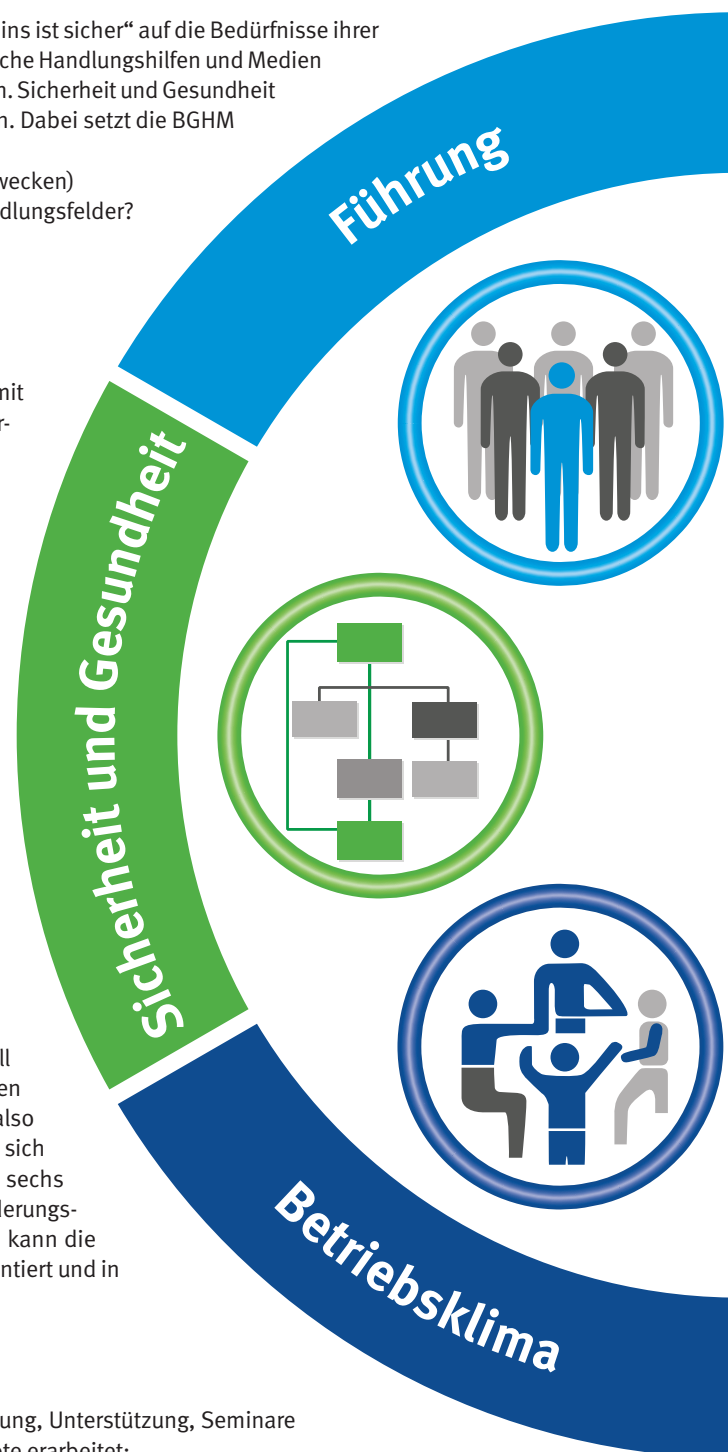 ins ist sicher“ auf die Bedürfnisse ihrer
che Handlungshilfen und Medien
n. Sicherheit und Gesundheit
n. Dabei setzt die BGHM
wecken)
dlungsfelder?
mit
r-
Führung
Sicherheit und Gesundheit
Betriebsklima
ll
en
also
sich
sechs
derungs-
kann die
ntiert und in
ung, Unterstützung, Seminare
ete erarbeitet: